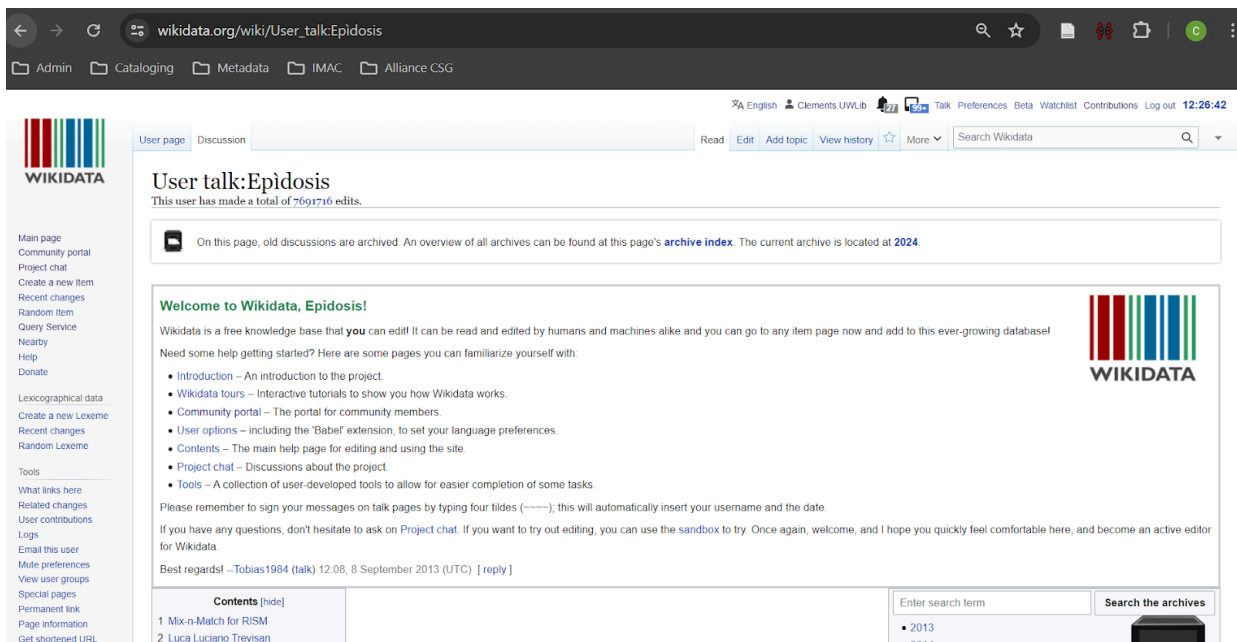 wikidata.org/wiki/User_talk:Epìdosis
C
Admin Cataloging Metadata IMAC Alliance CSG
English Clements.UWLib 27 99+ Talk Preferences Beta Watchlist Contributions Log out 12:26:42
User page Discussion Read Edit Add topic View history More Search Wikidata
WIKIDATA
User talk:Epìdosis
This user has made a total of 7691716 edits.
On this page, old discussions are archived. An overview of all archives can be found at this page's archive index. The current archive is located at 2024.
Main page
Community portal
Project chat
Create a new Item
Recent changes
Random Item
Query Service
Nearby
Help
Donate
Lexicographical data
Create a new Lexeme
Recent changes
Random Lexeme
Tools
What links here
Related changes
User contributions
Logs
Email this user
Mute preferences
View user groups
Special pages
Permanent link
Page information
Get shortened URL
Welcome to Wikidata, Epìdosis!
Wikidata is a free knowledge base that you can edit! It can be read and edited by humans and machines alike and you can go to any item page now and add to this ever-growing database!
Need some help getting started? Here are some pages you can familiarize yourself with:
• Introduction – An introduction to the project.
• Wikidata tours – Interactive tutorials to show you how Wikidata works.
• Community portal – The portal for community members.
• User options – including the 'Babel' extension, to set your language preferences.
• Contents – The main help page for editing and using the site.
• Project chat – Discussions about the project.
• Tools – A collection of user-developed tools to allow for easier completion of some tasks.
Please remember to sign your messages on talk pages by typing four tildes (~~~~); this will automatically insert your username and the date.
If you have any questions, don't hesitate to ask on Project chat. If you want to try out editing, you can use the sandbox to try. Once again, welcome, and I hope you quickly feel comfortable here, and become an active editor
for Wikidata.
Best regards! --Tobias1984 (talk) 12:08, 8 September 2013 (UTC) [ reply ]
WIKIDATA
Contents [hide]
1 Mix-n-Match for RISM
2 Luca Luciano Trevisan
Enter search term Search the archives
• 2013